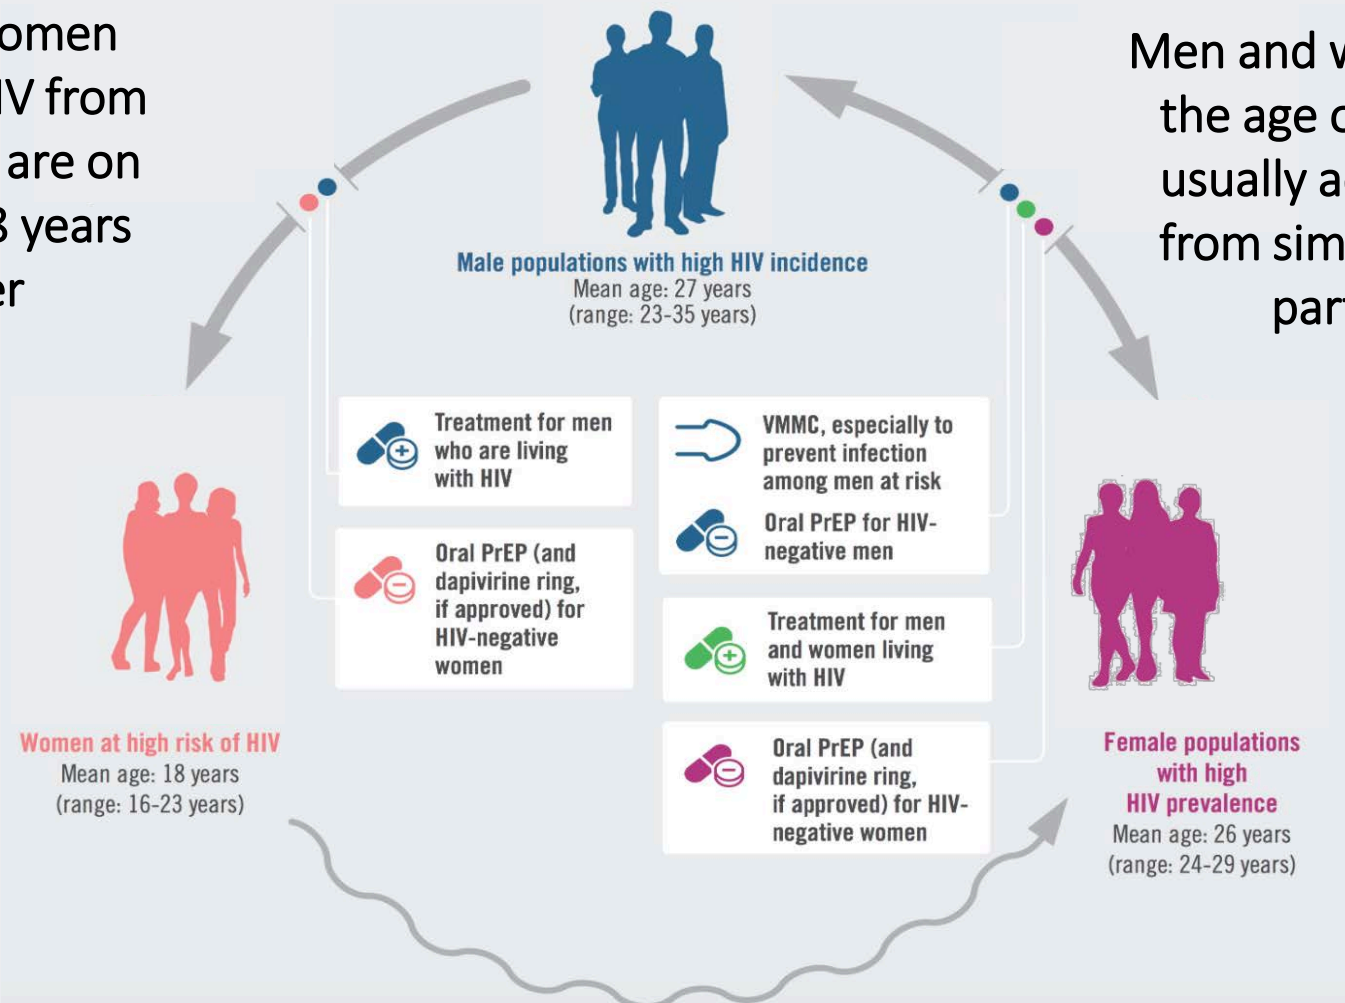 IV from
are on
3 years
Men and
the age
usually
from
Male populations with high HIV incidence
Mean age: 27 years
(range: 23-35 years)
Treatment for men
who are living
with HIV
Oral PrEP (and
dapivirine ring,
if approved) for
HIV-negative
women
VMMC, especially to
prevent infection
among men at risk
Oral PrEP for HIV-
negative men
Treatment for men
and women living
with HIV
Oral PrEP (and
dapivirine ring,
if approved) for HIV-
negative women
Women at high risk of HIV
Mean age: 18 years
(range: 16-23 years)
Female populations
with high
HIV prevalence
Mean age: 26 years
(range: 24-29 years)